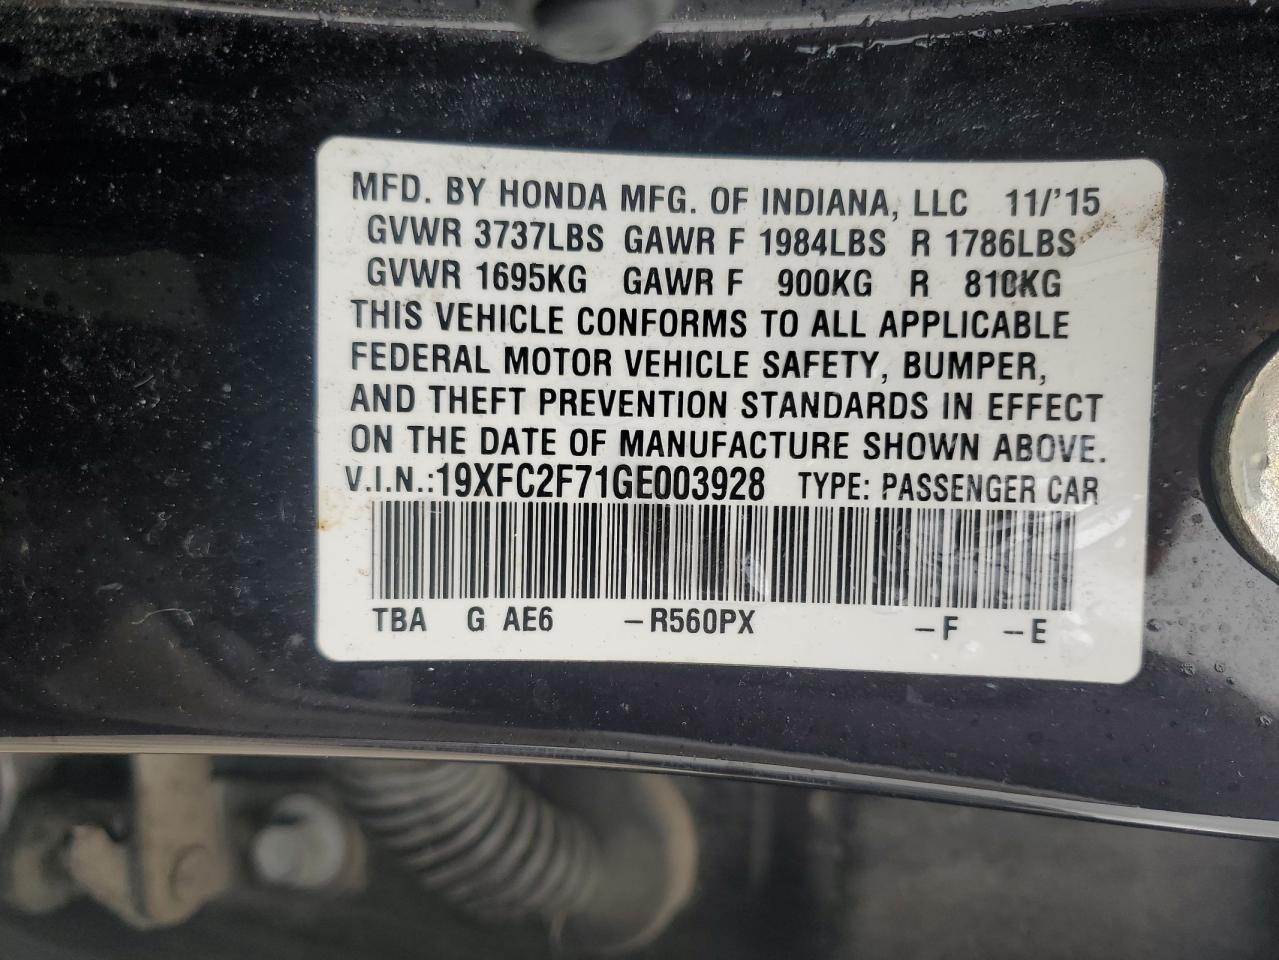 MFD. BY HONDA MFG. OF INDIANA, LLC 11/'15
GVWR 3737LBS GAWR F 1984LBS R 1786LBS
GVWR 1695KG GAWR F 900KG R 810KG
THIS VEHICLE CONFORMS TO ALL APPLICABLE
FEDERAL MOTOR VEHICLE SAFETY, BUMPER,
AND THEFT PREVENTION STANDARDS IN EFFECT
ON THE DATE OF MANUFACTURE SHOWN ABOVE.
V.I.N.:19XFC2F71GE003928 TYPE: PASSENGER CAR
TBA G AE6 –R560PX –F –E